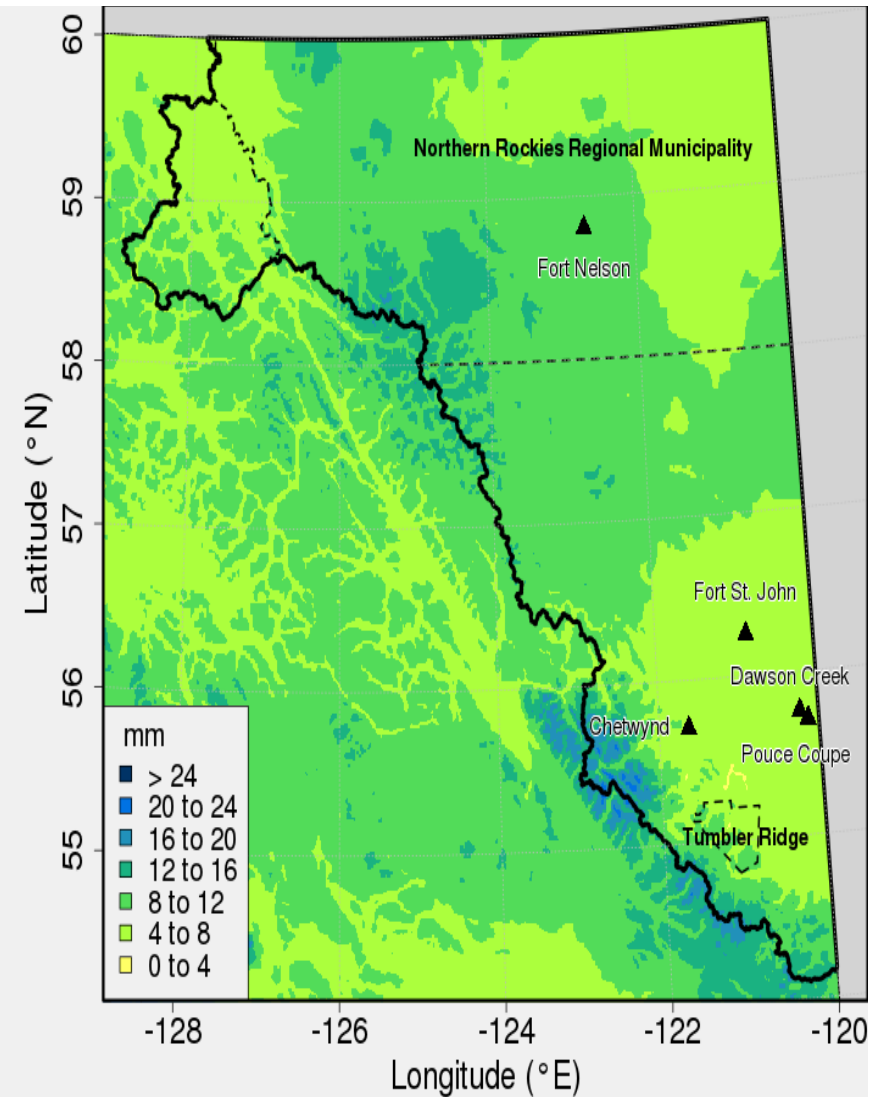 60
59
58
57
56
55
Latitude (°N)
Northern Rockies Regional Municipality
Fort Nelson
Fort St. John
Dawson Creek
Chetwynd
Pouce Coupe
Tumbler Ridge
mm
> 24
20 to 24
16 to 20
12 to 16
8 to 12
4 to 8
0 to 4
-128 -126 -124 -122 -120
Longitude (°E)